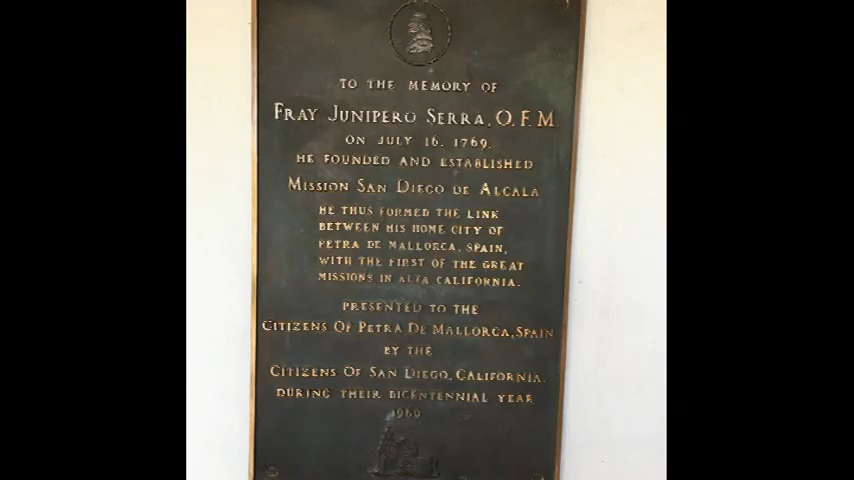 TO THE MEMORY OF
FRAY JUNIPERO SERRA, O.F.M.
ON JULY 16, 1769,
HE FOUNDED AND ESTABLISHED
MISSION SAN DIEGO DE ALCALA
HE THUS FORMED THE LINK
BETWEEN HIS HOME CITY OF
PETRA DE MALLORCA, SPAIN,
WITH THE FIRST OF THE GREAT
MISSIONS IN ALTA CALIFORNIA.
PRESENTED TO THE
CITIZENS OF PETRA DE MALLORCA, SPAIN
BY THE
CITIZENS OF SAN DIEGO, CALIFORNIA.
DURING THEIR BICENTENNIAL YEAR
1969